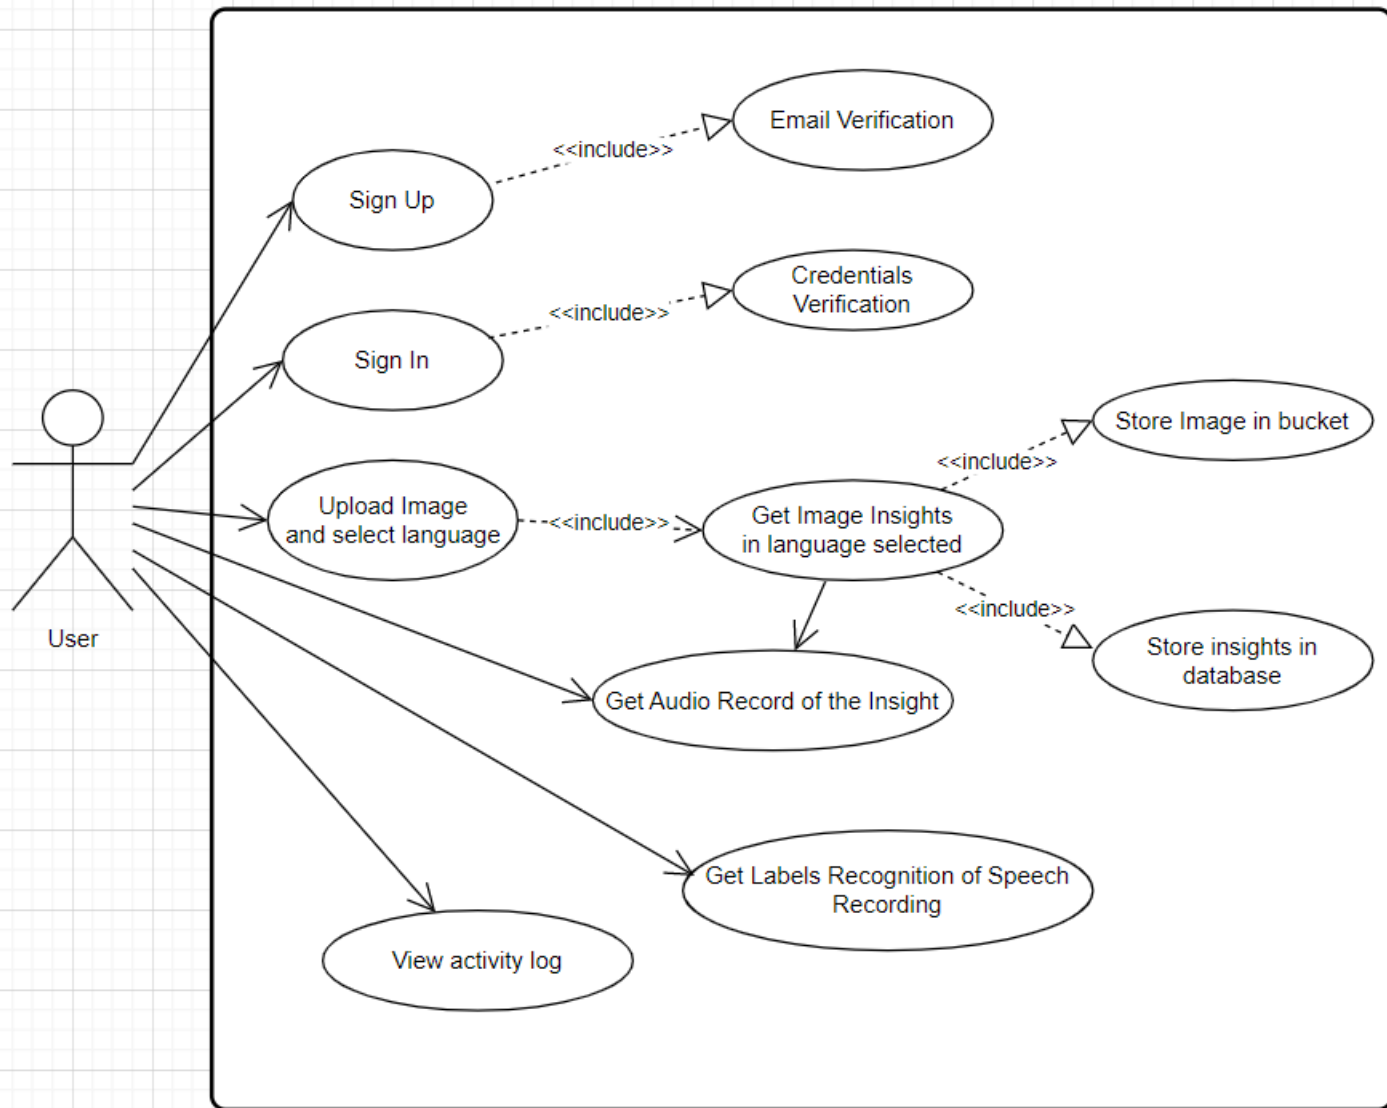 Email Verification
<<include>>
Sign Up
Credentials
Verification
<<include>>
Sign In
Store Image in bucket
<<include>>
Upload Image
and select language
<<include>>
Get Image Insights
in language selected
<<include>>
User
Store insights in
database
Get Audio Record of the Insight
Get Labels Recognition of Speech
Recording
View activity log